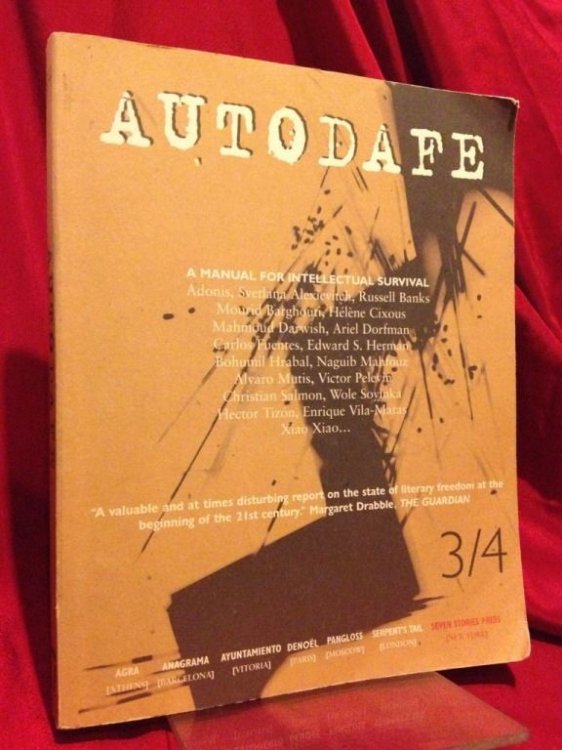 AUTODAFE
A MANUAL FOR INTELLECTUAL SURVIVAL
Adonis, Svetlana Alexievitch, Russell Banks
Mourid Barghouti, Hélène Cixous
Mahmoud Darwish, Ariel Dorfman
Carlos Fuentes, Edward S. Herman
Bohumil Hrabal, Naguib Mahfouz
Alvaro Mutis, Victor Pelevin
Christian Salmon, Wole Soyinka
Hector Tizón, Enrique Vila-Matas
Xiao Xiao...
"A valuable and at times disturbing report on the state of literary freedom at the
beginning of the 21st century." Margaret Drabble, THE GUARDIAN
3/4
AGRA ANAGRAMA AYUNTAMIENTO DENOËL PANGLOSS SERPENT'S TAIL SEVEN STORIES PRESS
[ATHENS] [BARCELONA] [VITORIA] [PARIS] [MOSCOW] [LONDON] [NEW YORK]